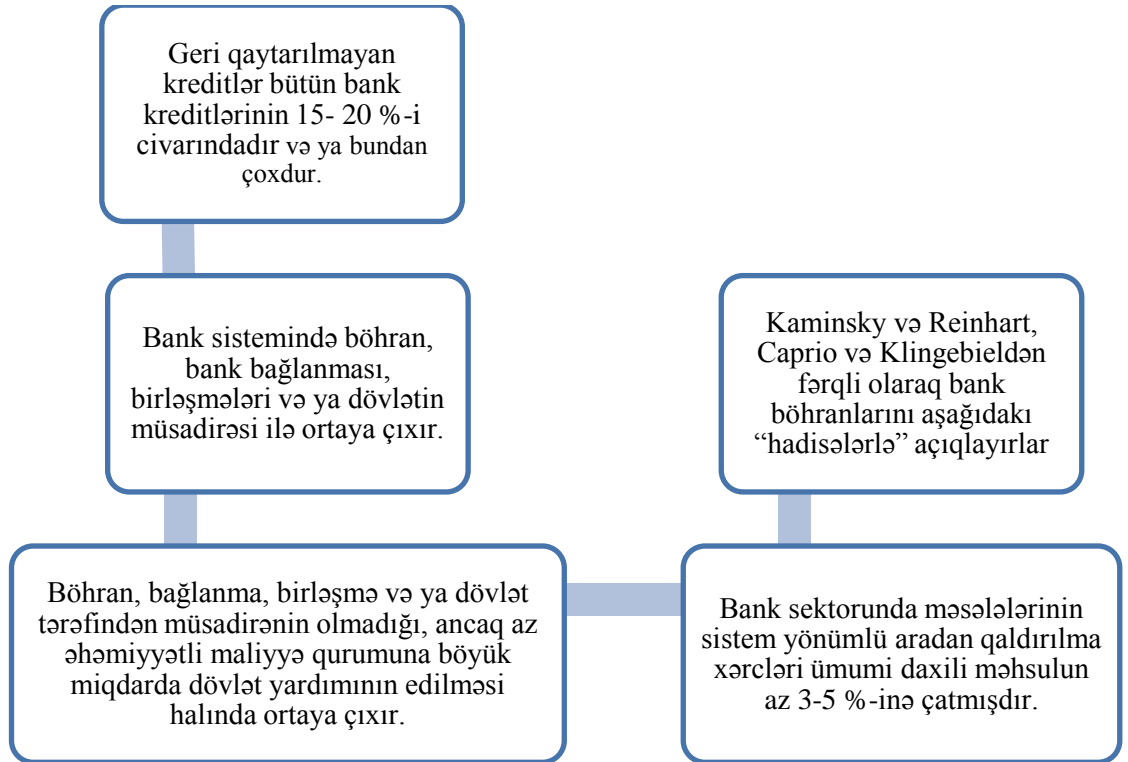 Geri qaytarılmayan
kreditlər bütün bank
kreditlərinin 15- 20 %-i
civarındadır və ya bundan
çoxdur.
Bank sistemində böhran,
bank bağlanması,
birləşmələri və ya dövlətin
müsadirəsi ilə ortaya çıxır.
Böhran, bağlanma, birləşmə və ya dövlət
tərəfindən müsadirənin olmadığı, ancaq az
əhəmiyyətli maliyyə qurumuna böyük
miqdarda dövlət yardımının edilməsi
halında ortaya çıxır.
Bank sektorunda məsələlərinin
sistem yönümlü aradan qaldırılma
xərcləri ümumi daxili məhsulun
az 3-5 %-inə çatmışdır.
Kaminsky və Reinhart,
Caprio və Klingebieldən
fərqli olaraq bank
böhranlarını aşağıdakı
“hadisələrlə” açıqlayırlar